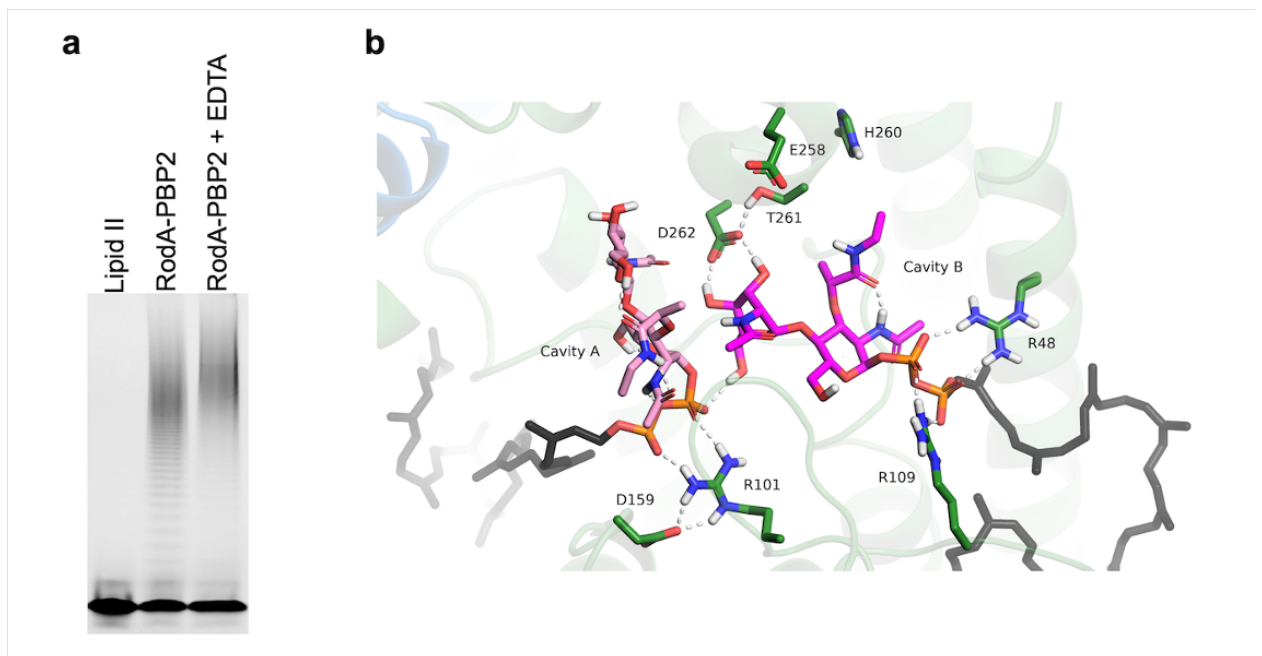 a
b
Lipid II
RodA-PBP2
RodA-PBP2 + EDTA
H260
E258
T261
D262
Cavity B
Cavity A
R48
R109
R101
D159